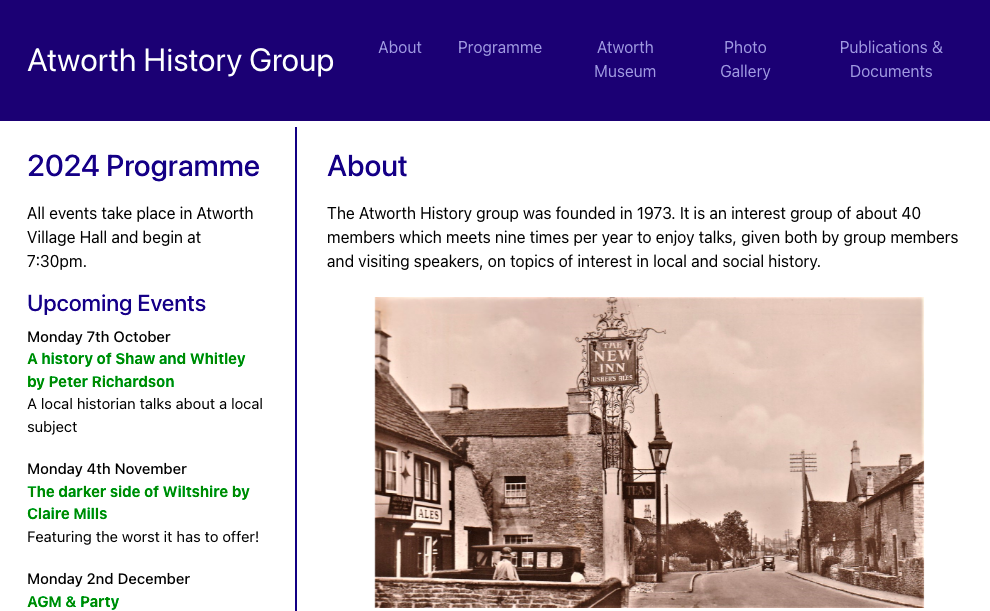 Atworth History Group
About
Programme
Atworth
Museum
Photo
Gallery
Publications &
Documents
2024 Programme
All events take place in Atworth
Village Hall and begin at
7:30pm.
Upcoming Events
Monday 7th October
A history of Shaw and Whitley
by Peter Richardson
A local historian talks about a local
subject
Monday 4th November
The darker side of Wiltshire by
Claire Mills
Featuring the worst it has to offer!
Monday 2nd December
AGM & Party
About
The Atworth History group was founded in 1973. It is an interest group of about 40
members which meets nine times per year to enjoy talks, given both by group members
and visiting speakers, on topics of interest in local and social history.
THE
NEW
INN
USHERS ALES
TEAS
ALES